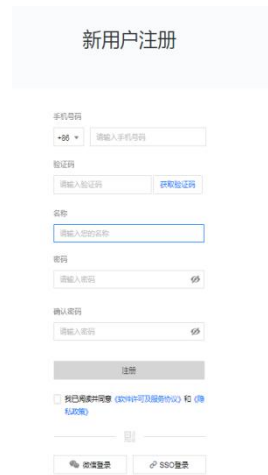 新用户注册
手机号码
+86 请输入手机号码
验证码
请输入验证码 获取验证码
名称
请输入您的名称
密码
请输入密码
确认密码
请输入密码
注册
我已阅读并同意《软件许可及服务协议》和《隐
私政策》
或
微信登录 SSO登录